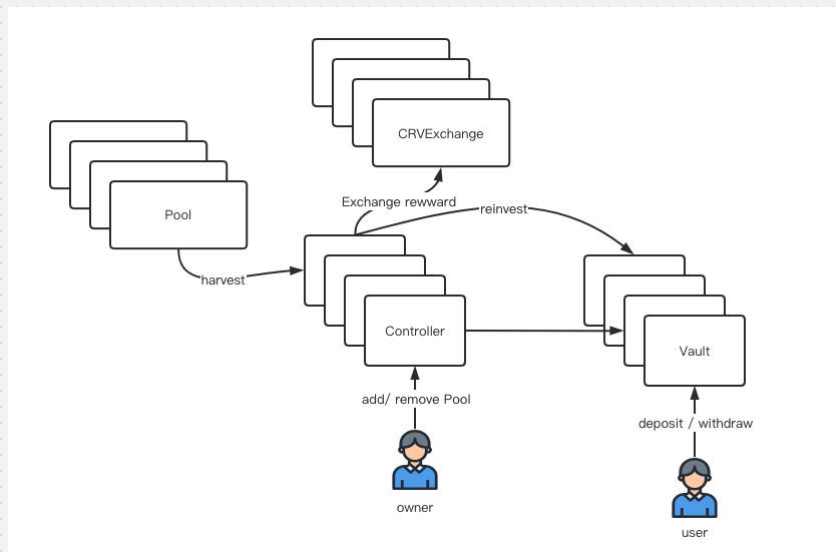 CRVExchange
Pool
Exchange rewward
reinvest
harvest
Controller
Vault
add/ remove Pool
deposit / withdraw
owner
user